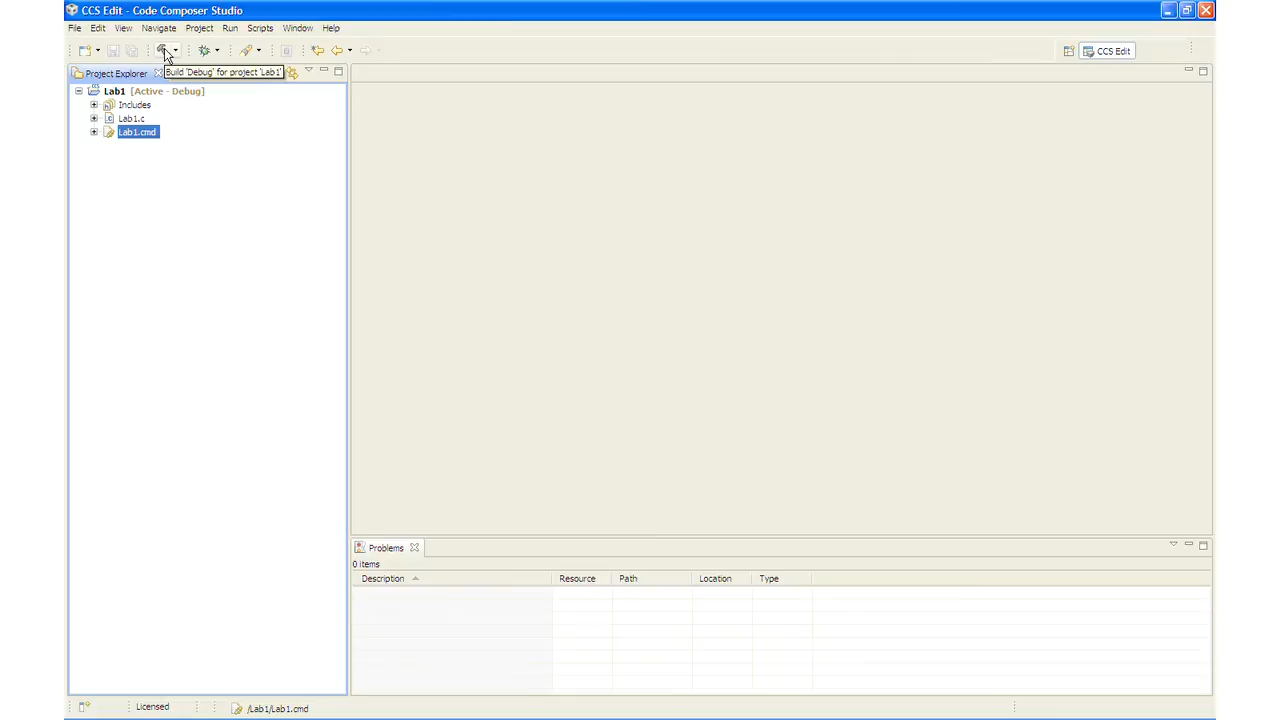 CCS Edit - Code Composer Studio
File Edit View Navigate Project Run Scripts Window Help
CCS Edit
Project Explorer
Build 'Debug' for project 'Lab1'
Lab1 [Active - Debug]
Includes
Lab1.c
Lab1.cmd
Problems
0 items
Description Resource Path Location Type
Licensed /Lab1/Lab1.cmd